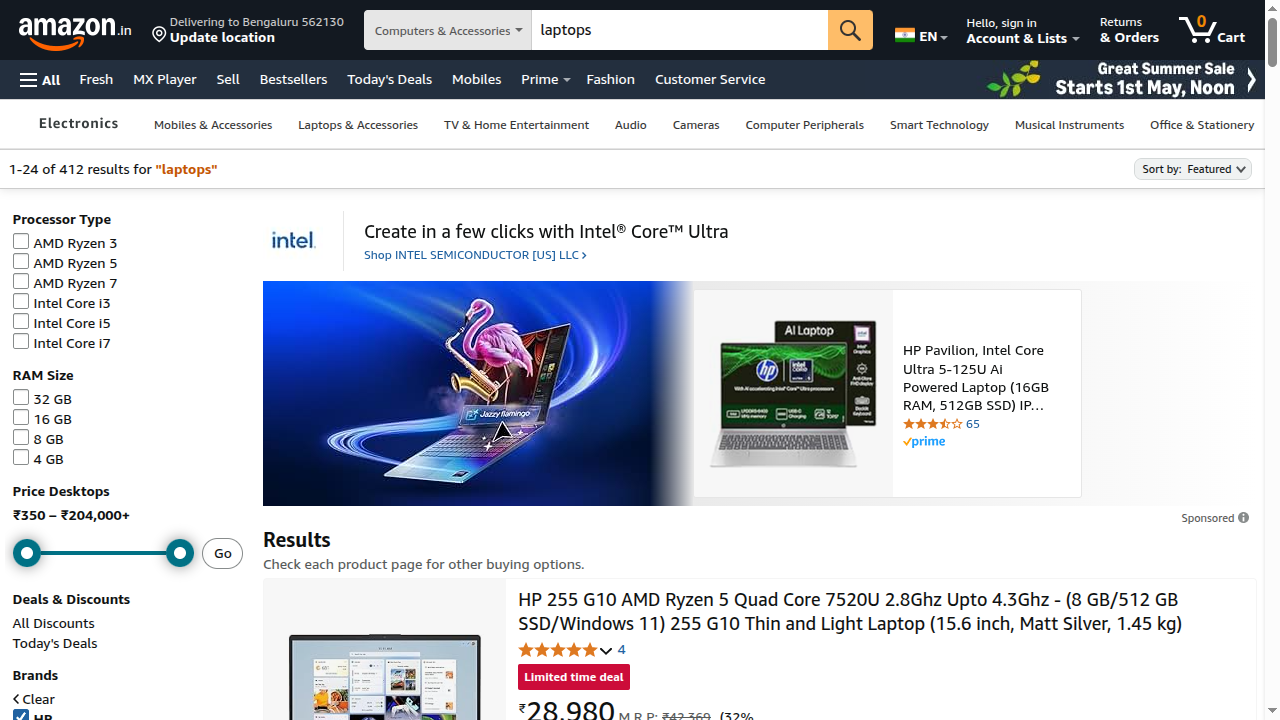 amazon.in
Delivering to Bengaluru 562130
Update location
Computers & Accessories
laptops
EN
Hello, sign in
Account & Lists
Returns
& Orders
0
Cart
All
Fresh
MX Player
Sell
Bestsellers
Today's Deals
Mobiles
Prime
Fashion
Customer Service
Great Summer Sale
Starts 1st May, Noon
Electronics
Mobiles & Accessories
Laptops & Accessories
TV & Home Entertainment
Audio
Cameras
Computer Peripherals
Smart Technology
Musical Instruments
Office & Stationery
1-24 of 412 results for "laptops"
Sort by: Featured
Processor Type
AMD Ryzen 3
AMD Ryzen 5
AMD Ryzen 7
Intel Core i3
Intel Core i5
Intel Core i7
RAM Size
32 GB
16 GB
8 GB
4 GB
Price Desktops
₹350 – ₹204,000+
Go
Deals & Discounts
All Discounts
Today's Deals
Brands
Clear
HP
intel.
Create in a few clicks with Intel® Core™ Ultra
Shop INTEL SEMICONDUCTOR [US] LLC
Jazzy flamingo
AI Laptop
hp
HP Pavilion, Intel Core
Ultra 5-125U Ai
Powered Laptop (16GB
RAM, 512GB SSD) IP...
65
prime
Sponsored
Results
Check each product page for other buying options.
HP 255 G10 AMD Ryzen 5 Quad Core 7520U 2.8Ghz Upto 4.3Ghz - (8 GB/512 GB
SSD/Windows 11) 255 G10 Thin and Light Laptop (15.6 inch, Matt Silver, 1.45 kg)
4
Limited time deal
₹28,980 M.R.P: ₹42,369 (32%